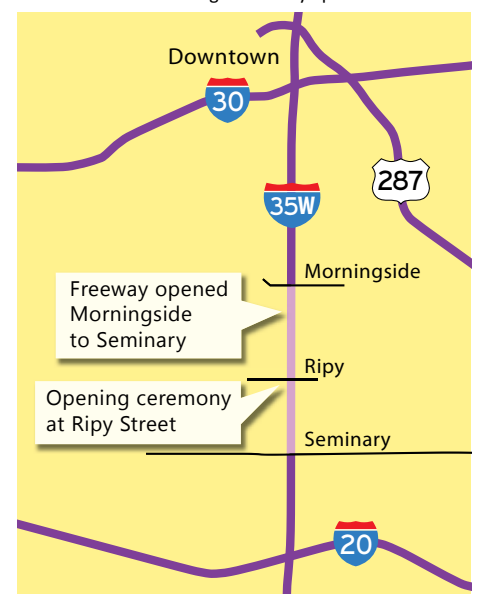 Downtown
30
287
35W
Morningside
Freeway opened
Morningside
to Seminary
Ripy
Opening ceremony
at Ripy Street
Seminary
20